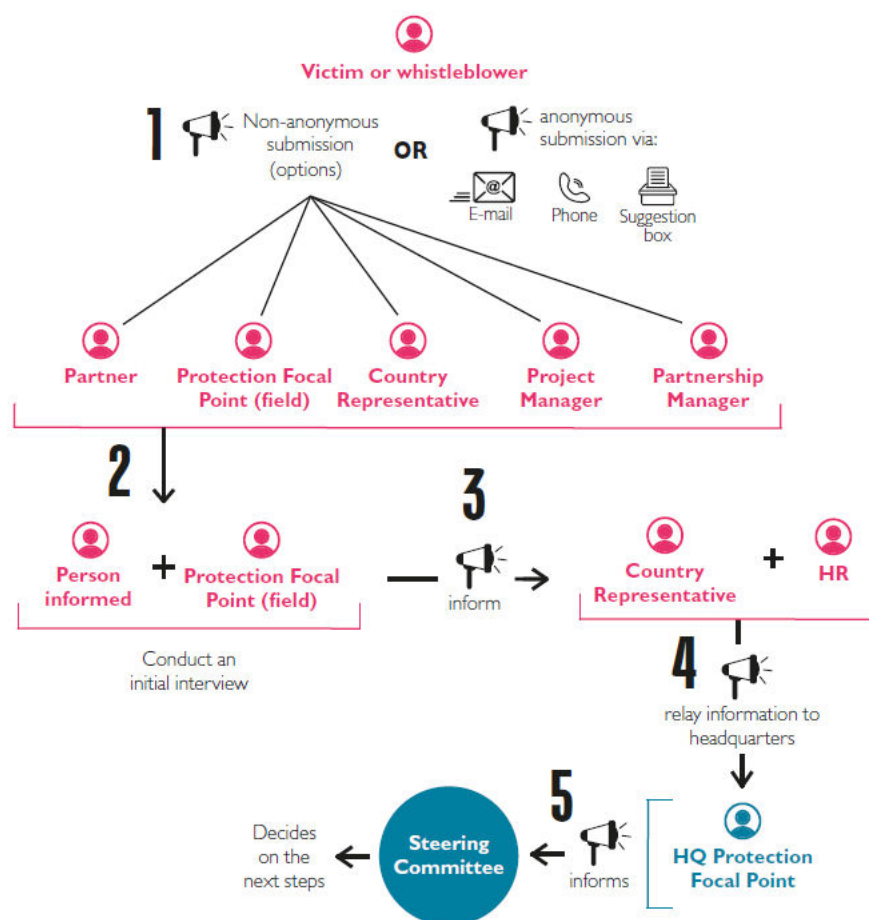 Victim or whistleblower
1
Non-anonymous
submission
(options)
OR
anonymous
submission via:
@
E-mail
Phone
Suggestion
box
Partner
Protection Focal
Point (field)
Country
Representative
Project
Manager
Partnership
Manager
2
Person
informed
+
Protection Focal
Point (field)
Conduct an
initial interview
3
inform
Country
Representative
+
HR
4
relay information to
headquarters
HQ Protection
Focal Point
5
informs
Steering
Committee
Decides
on the
next steps